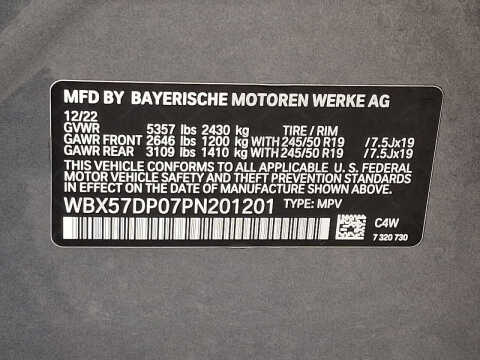 MFD BY BAYERISCHE MOTOREN WERKE AG
12/22
GVWR 5357 lbs 2430 kg TIRE / RIM
GAWR FRONT 2646 lbs 1200 kg WITH 245/50 R19 /7.5Jx19
GAWR REAR 3109 lbs 1410 kg WITH 245/50 R19 /7.5Jx19
THIS VEHICLE CONFORMS TO ALL APPLICABLE U.S. FEDERAL
MOTOR VEHICLE SAFETY AND THEFT PREVENTION STANDARDS
IN EFFECT ON THE DATE OF MANUFACTURE SHOWN ABOVE.
WBX57DP07PN201201 TYPE: MPV
C4W
7 320 730